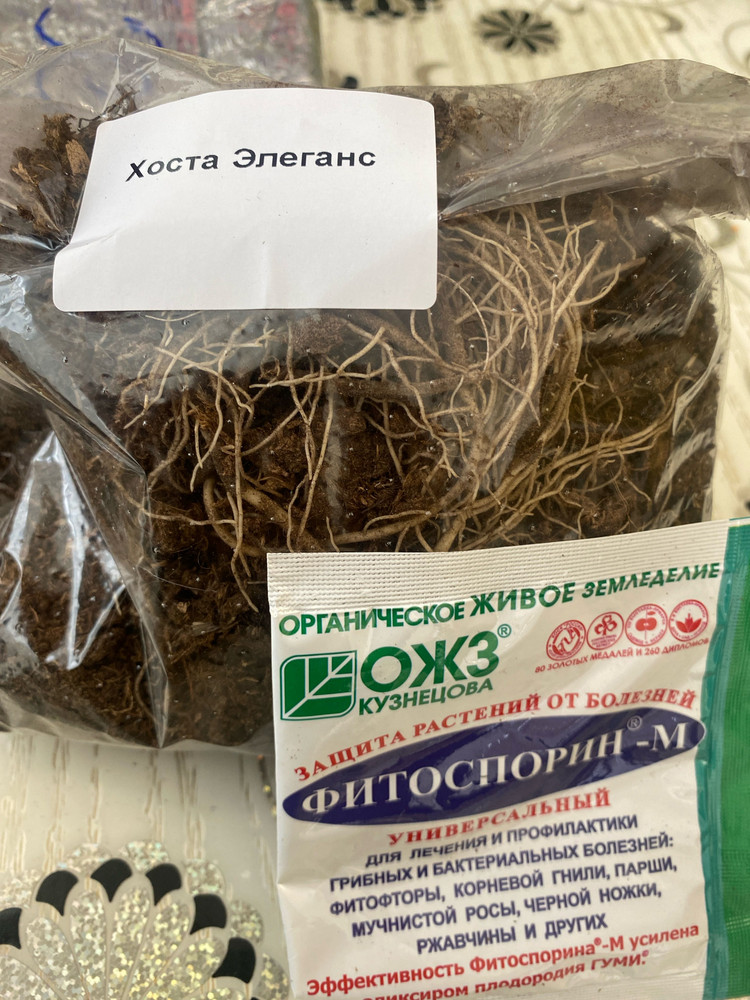 Хоста Элеганс
ОРГАНИЧЕСКОЕ ЖИВОЕ ЗЕМЛЕДЕЛИЕ
ОЖЗ®
КУЗНЕЦОВА
80 ЗОЛОТЫХ МЕДАЛЕЙ И 260 ДИПЛОМОВ
ЗАЩИТА РАСТЕНИЙ ОТ БОЛЕЗНЕЙ
ФИТОСПОРИН®-М
УНИВЕРСАЛЬНЫЙ
ДЛЯ ЛЕЧЕНИЯ И ПРОФИЛАКТИКИ
ГРИБНЫХ И БАКТЕРИАЛЬНЫХ БОЛЕЗНЕЙ:
ФИТОФТОРЫ, КОРНЕВОЙ ГНИЛИ, ПАРШИ,
МУЧНИСТОЙ РОСЫ, ЧЕРНОЙ НОЖКИ,
РЖАВЧИНЫ И ДРУГИХ
Эффективность Фитоспорина®-М усилена
эликсиром плодородия ГУМИ®